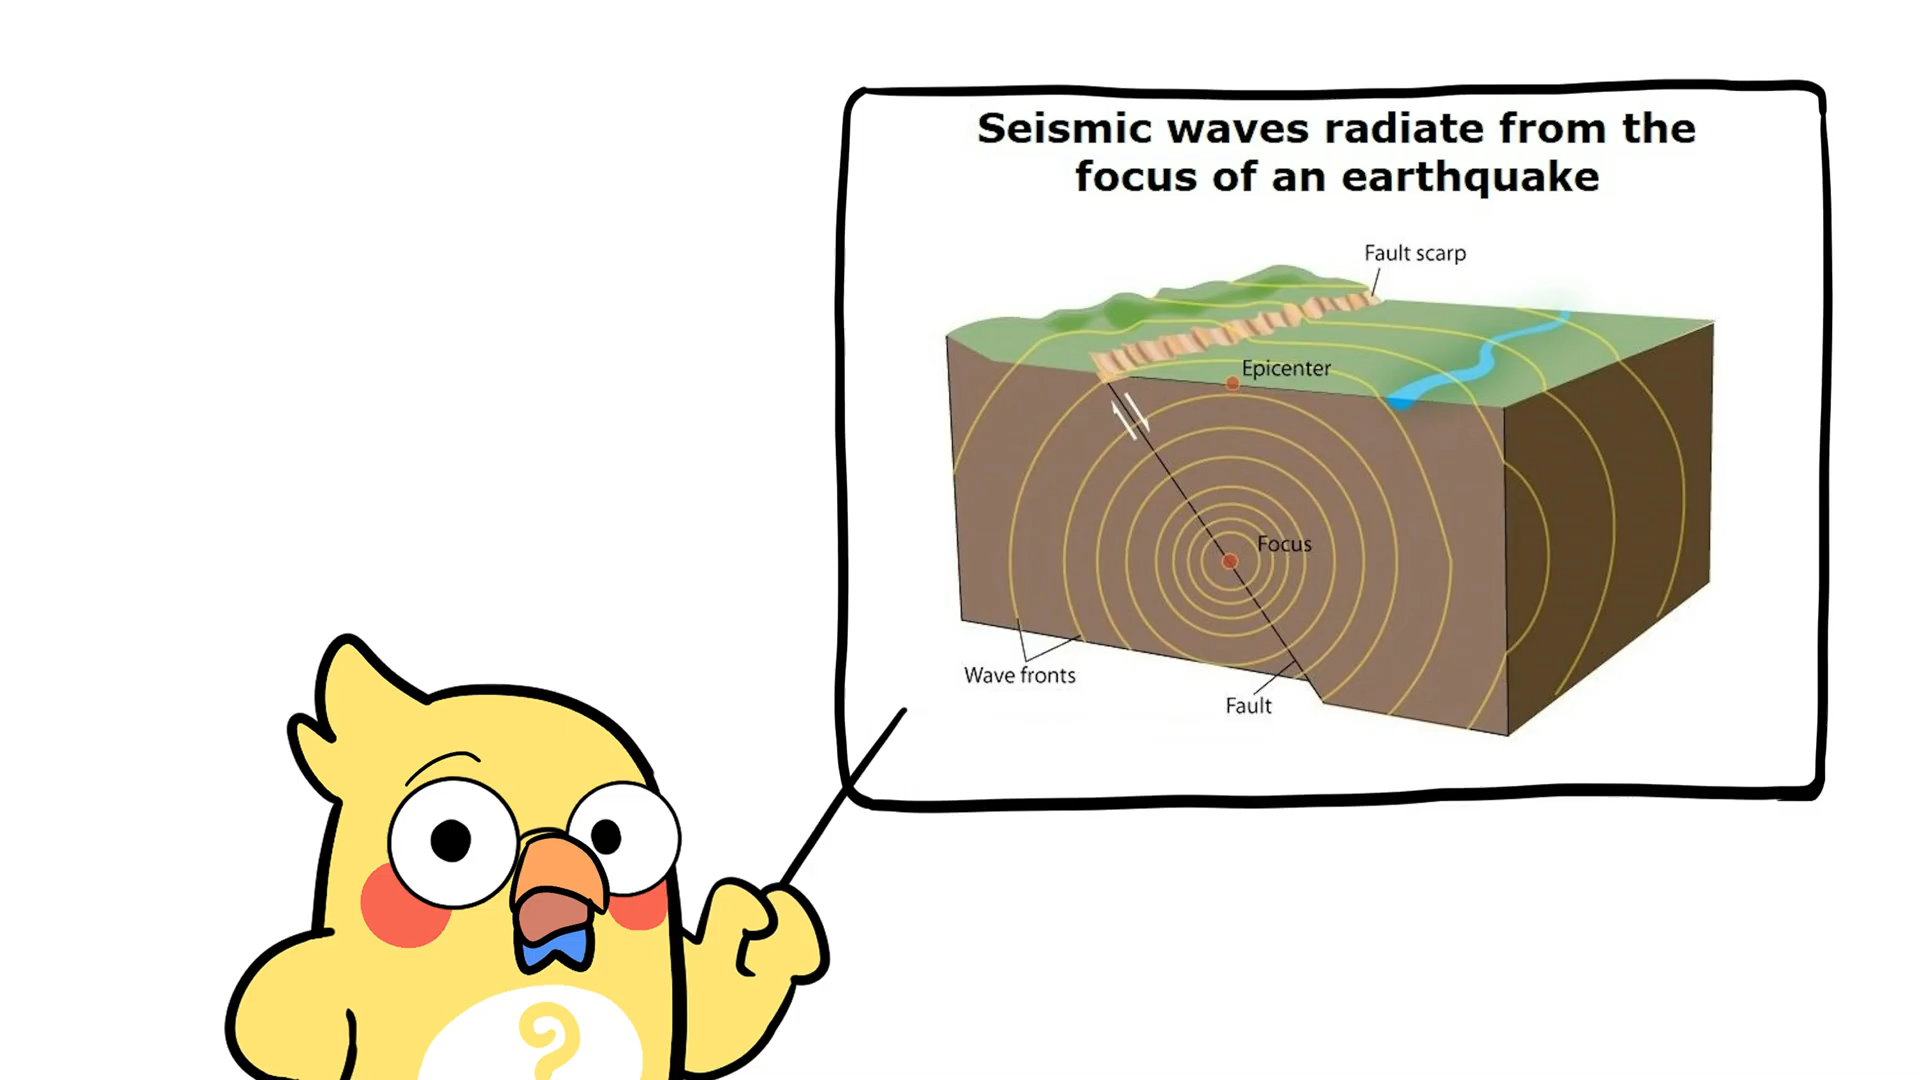 Seismic waves radiate from the
focus of an earthquake
Fault scarp
Epicenter
Focus
Wave fronts
Fault
?